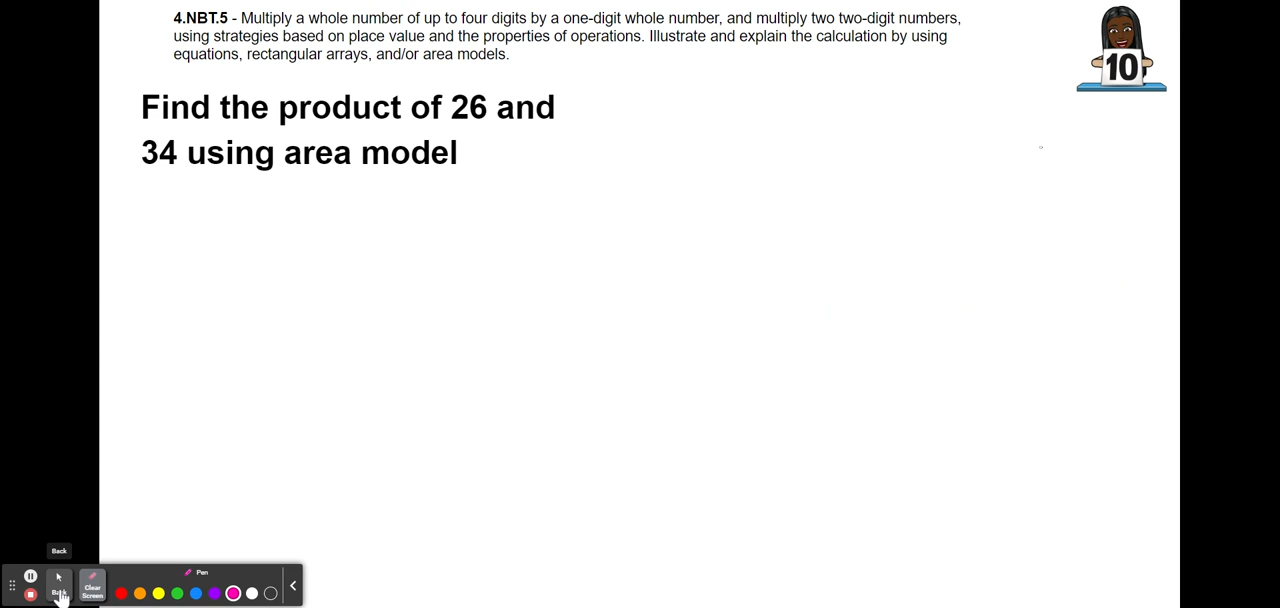 4.NBT.5 - Multiply a whole number of up to four digits by a one-digit whole number, and multiply two two-digit numbers,
using strategies based on place value and the properties of operations. Illustrate and explain the calculation by using
equations, rectangular arrays, and/or area models.
10
Find the product of 26 and
34 using area model
Back
Pen
Clear
Screen